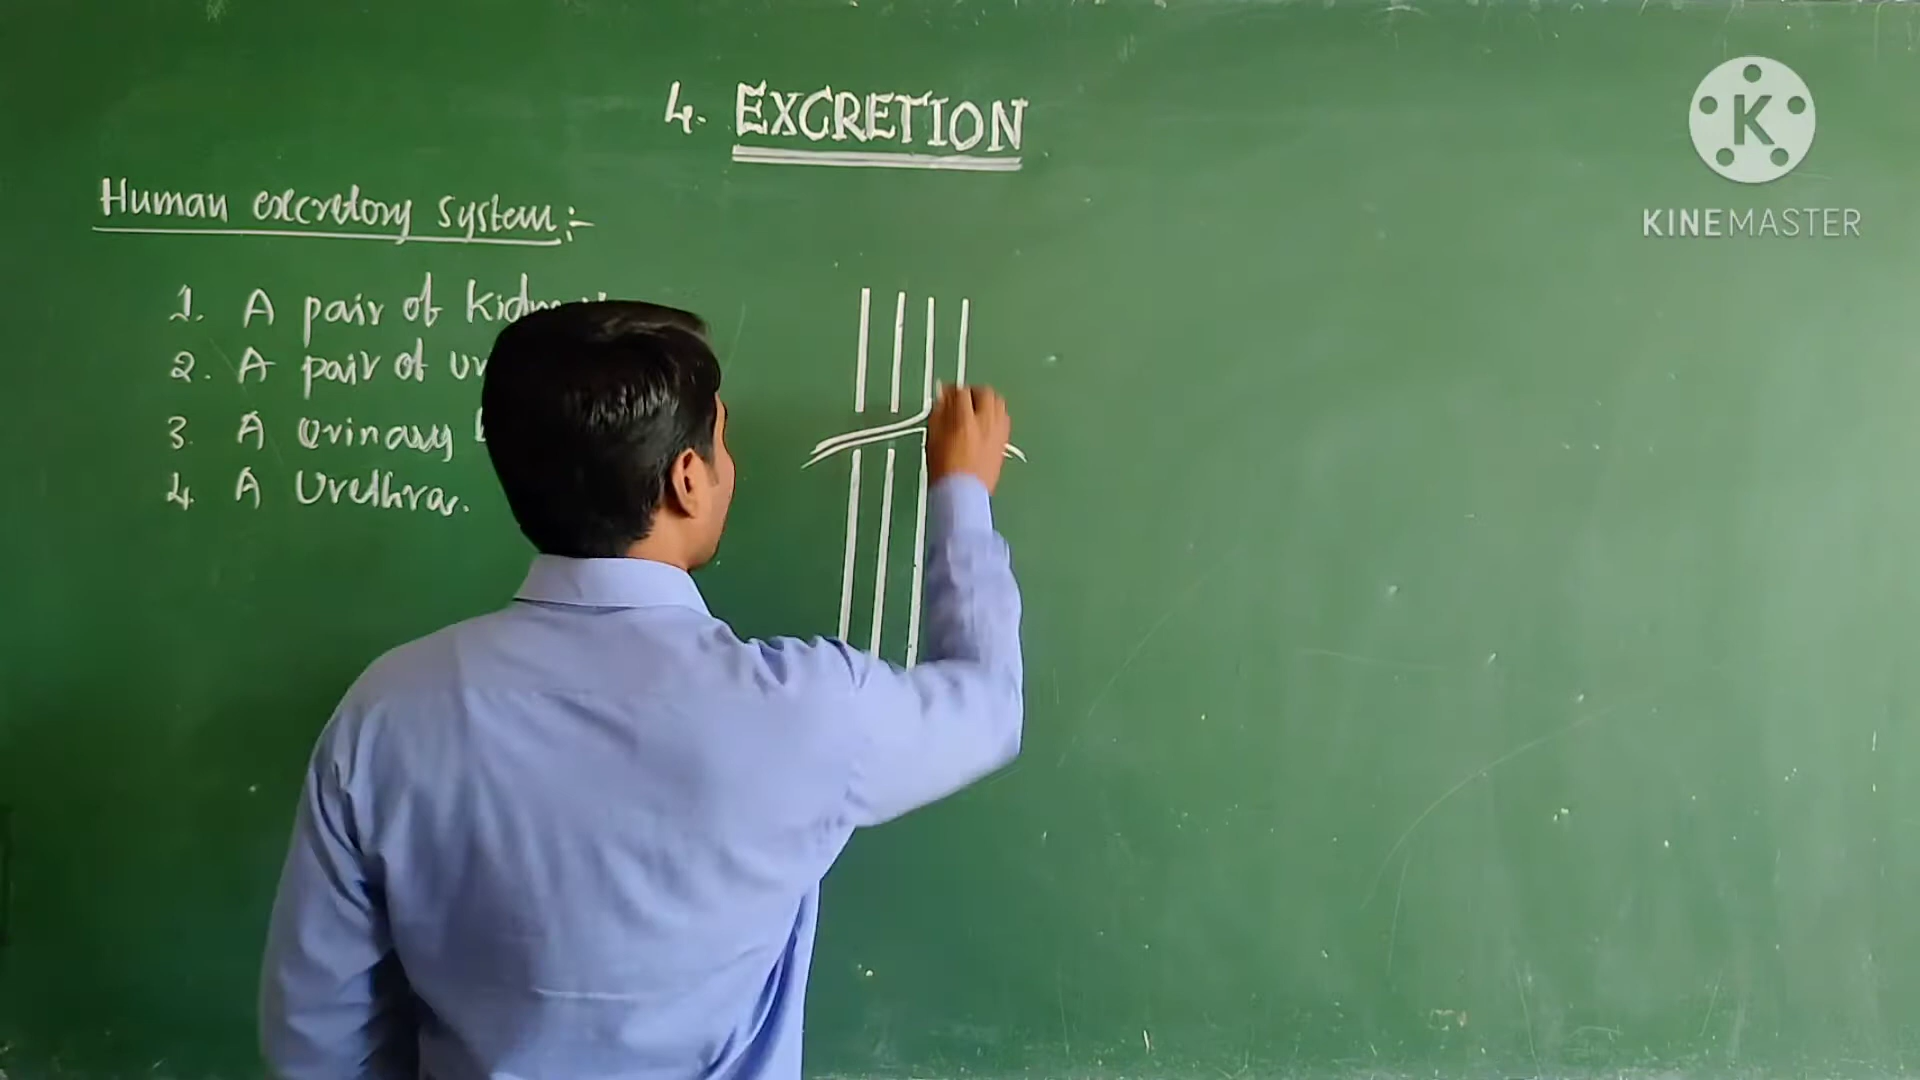 4. EXCRETION
Human excretory system:-
1. A pair of
2. A pair of
3. A Urinary
4. A Urethra.
K
KINEMASTER